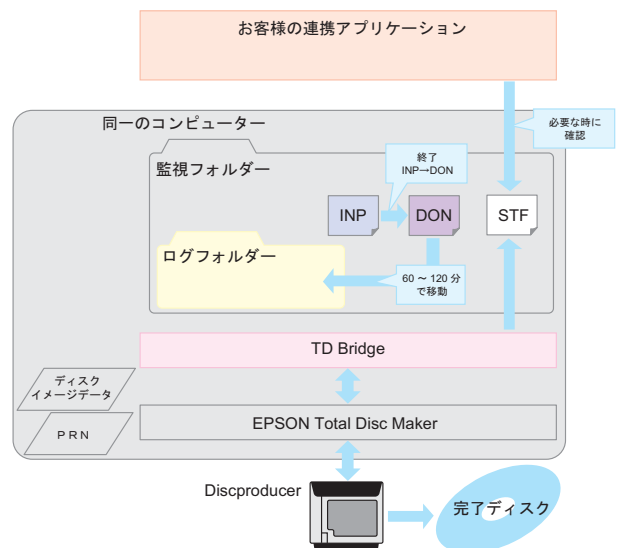 お客様の連携アプリケーション
必要な時に
確認
同一のコンピューター
監視フォルダー
終了
INP→DON
INP
DON
STF
ログフォルダー
60 ～ 120 分
で移動
TD Bridge
ディスク
イメージデータ
ＰＲＮ
EPSON Total Disc Maker
Discproducer
完了ディスク